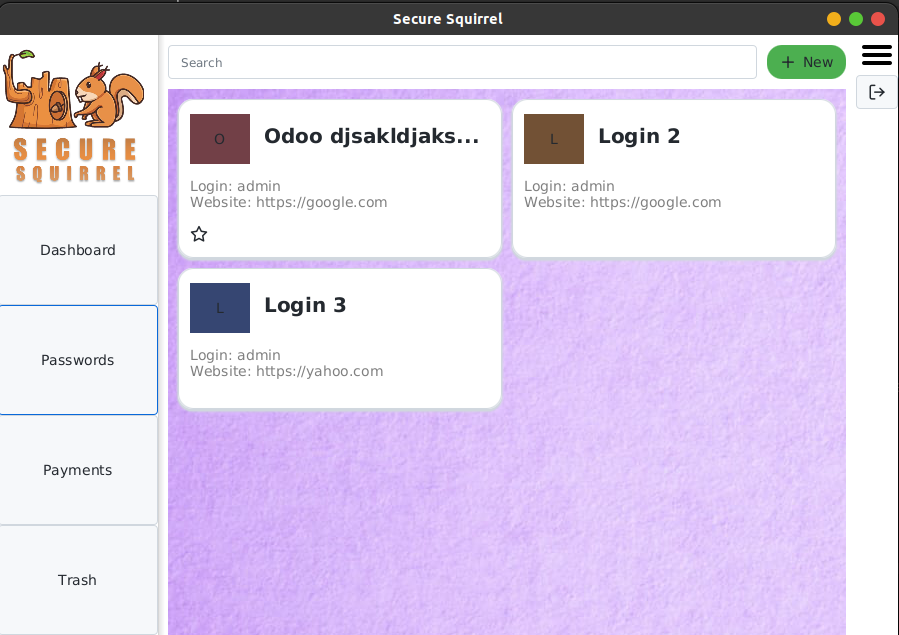 Secure Squirrel
SECURE
SQUIRREL
Search
+ New
O
Odoo djsakldjaks...
Login: admin
Website: https://google.com
L
Login 2
Login: admin
Website: https://google.com
L
Login 3
Login: admin
Website: https://yahoo.com
Dashboard
Passwords
Payments
Trash